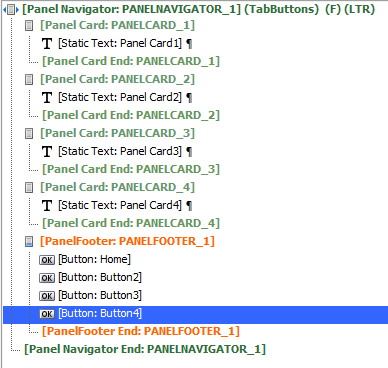 [Panel Navigator: PANELNAVIGATOR_1] (TabButtons) (F) (LTR)
[Panel Card: PANELCARD_1]
T [Static Text: Panel Card1] ¶
[Panel Card End: PANELCARD_1]
[Panel Card: PANELCARD_2]
T [Static Text: Panel Card2] ¶
[Panel Card End: PANELCARD_2]
[Panel Card: PANELCARD_3]
T [Static Text: Panel Card3] ¶
[Panel Card End: PANELCARD_3]
[Panel Card: PANELCARD_4]
T [Static Text: Panel Card4] ¶
[Panel Card End: PANELCARD_4]
[PanelFooter: PANELFOOTER_1]
OK [Button: Home]
OK [Button: Button2]
OK [Button: Button3]
OK [Button: Button4]
[PanelFooter End: PANELFOOTER_1]
[Panel Navigator End: PANELNAVIGATOR_1]